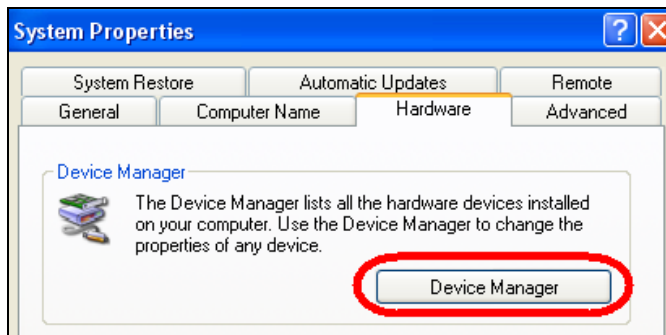 System Properties
System Restore Automatic Updates Remote
General Computer Name Hardware Advanced
Device Manager
The Device Manager lists all the hardware devices installed
on your computer. Use the Device Manager to change the
properties of any device.
Device Manager